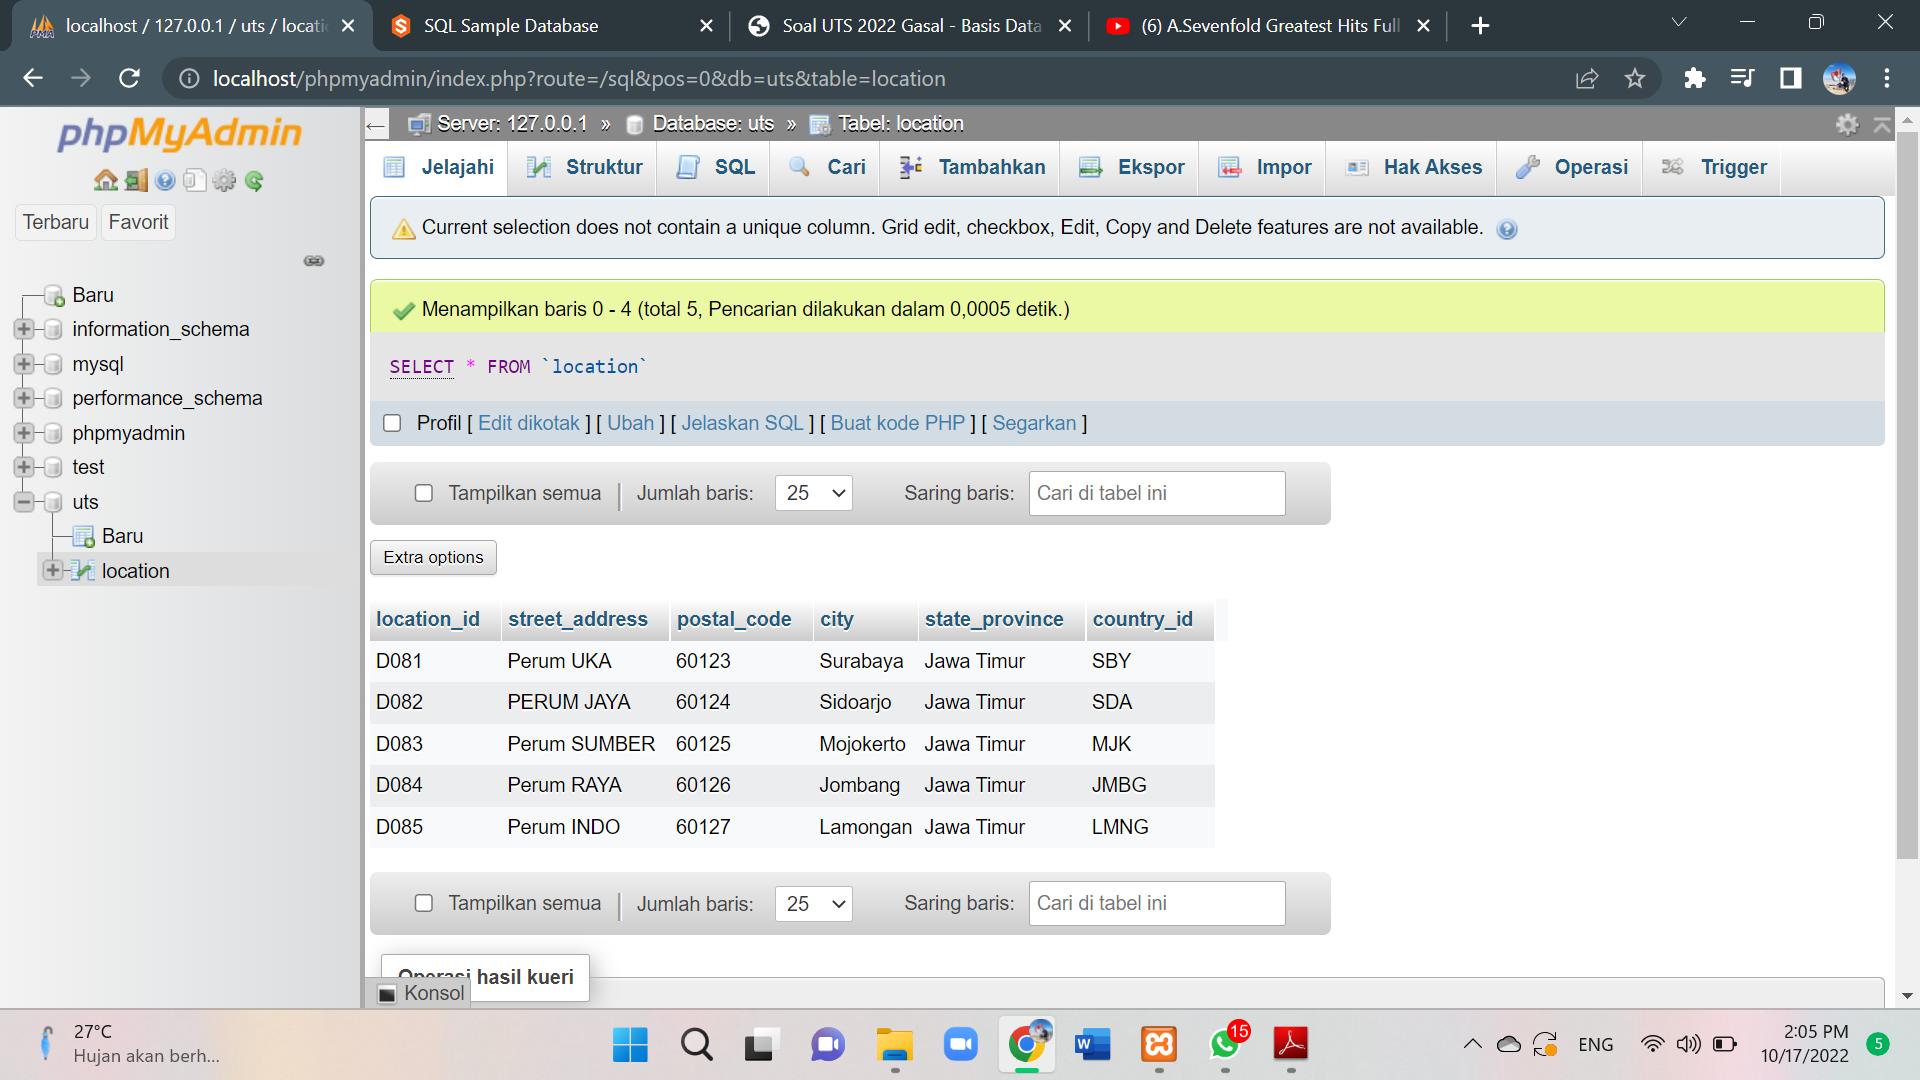 localhost / 127.0.0.1 / uts / locati
SQL Sample Database
Soal UTS 2022 Gasal - Basis Data
(6) A.Sevenfold Greatest Hits Full
localhost/phpmyadmin/index.php?route=/sql&pos=0&db=uts&table=location
phpMyAdmin
Terbaru
Favorit
Baru
information_schema
mysql
performance_schema
phpmyadmin
test
uts
Baru
location
Server: 127.0.0.1 » Database: uts » Tabel: location
Jelajahi
Struktur
SQL
Cari
Tambahkan
Ekspor
Impor
Hak Akses
Operasi
Trigger
Current selection does not contain a unique column. Grid edit, checkbox, Edit, Copy and Delete features are not available.
Menampilkan baris 0 - 4 (total 5, Pencarian dilakukan dalam 0,0005 detik.)
SELECT * FROM `location`
Profil [ Edit dikotak ] [ Ubah ] [ Jelaskan SQL ] [ Buat kode PHP ] [ Segarkan ]
Tampilkan semua | Jumlah baris: 25 Saring baris: Cari di tabel ini
Extra options
location_id street_address postal_code city state_province country_id
D081 Perum UKA 60123 Surabaya Jawa Timur SBY
D082 PERUM JAYA 60124 Sidoarjo Jawa Timur SDA
D083 Perum SUMBER 60125 Mojokerto Jawa Timur MJK
D084 Perum RAYA 60126 Jombang Jawa Timur JMBG
D085 Perum INDO 60127 Lamongan Jawa Timur LMNG
Tampilkan semua | Jumlah baris: 25 Saring baris: Cari di tabel ini
Operasi hasil kueri
Konsol
27°C
Hujan akan berh...
15
ENG
2:05 PM
10/17/2022
5